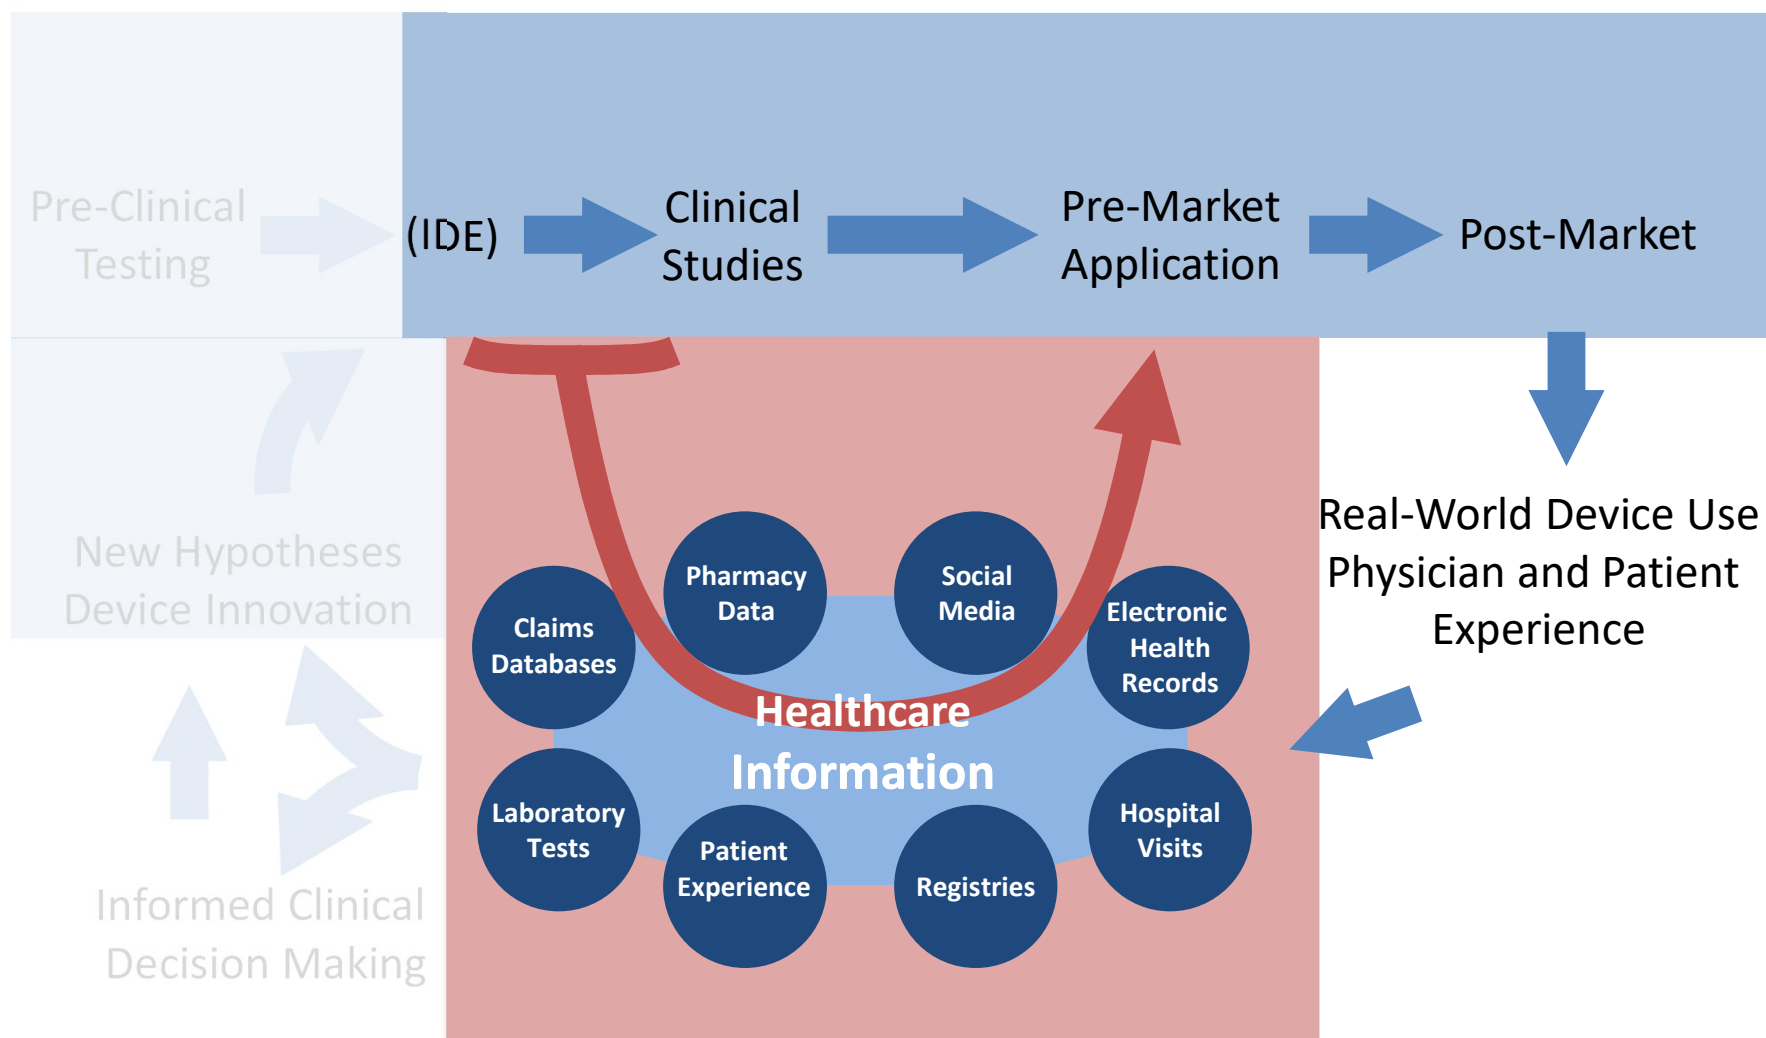 Pre-Clinical
Testing
(IDE)
Clinical
Studies
Pre-Market
Application
Post-Market
Real-World Device Use
Physician and Patient
Experience
New Hypotheses
Device Innovation
Informed Clinical
Decision Making
Claims
Databases
Pharmacy
Data
Social
Media
Electronic
Health
Records
Healthcare
Information
Laboratory
Tests
Patient
Experience
Registries
Hospital
Visits